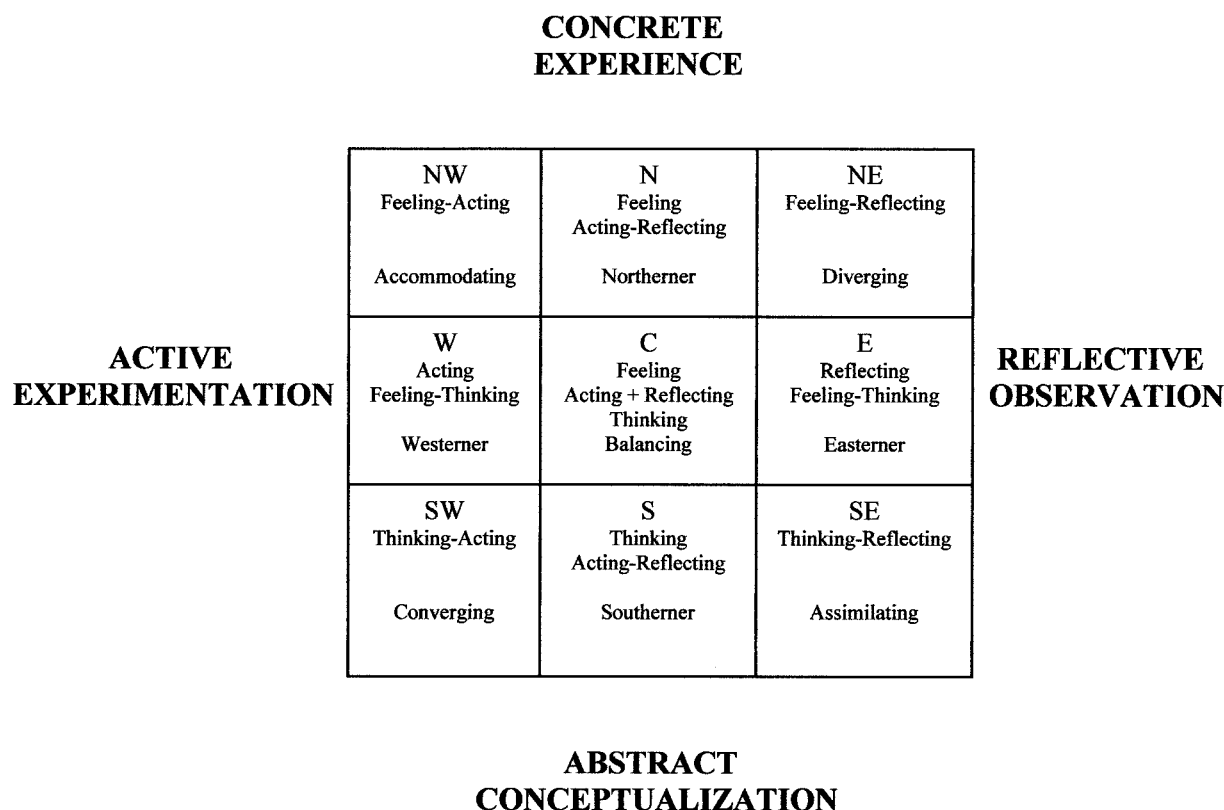 CONCRETE
EXPERIENCE
NW
Feeling-Acting
Accommodating
N
Feeling
Acting-Reflecting
Northerner
NE
Feeling-Reflecting
Diverging
ACTIVE
EXPERIMENTATION
W
Acting
Feeling-Thinking
Westerner
C
Feeling
Acting + Reflecting
Thinking
Balancing
E
Reflecting
Feeling-Thinking
Easterner
REFLECTIVE
OBSERVATION
SW
Thinking-Acting
Converging
S
Thinking
Acting-Reflecting
Southerner
SE
Thinking-Reflecting
Assimilating
ABSTRACT
CONCEPTUALIZATION